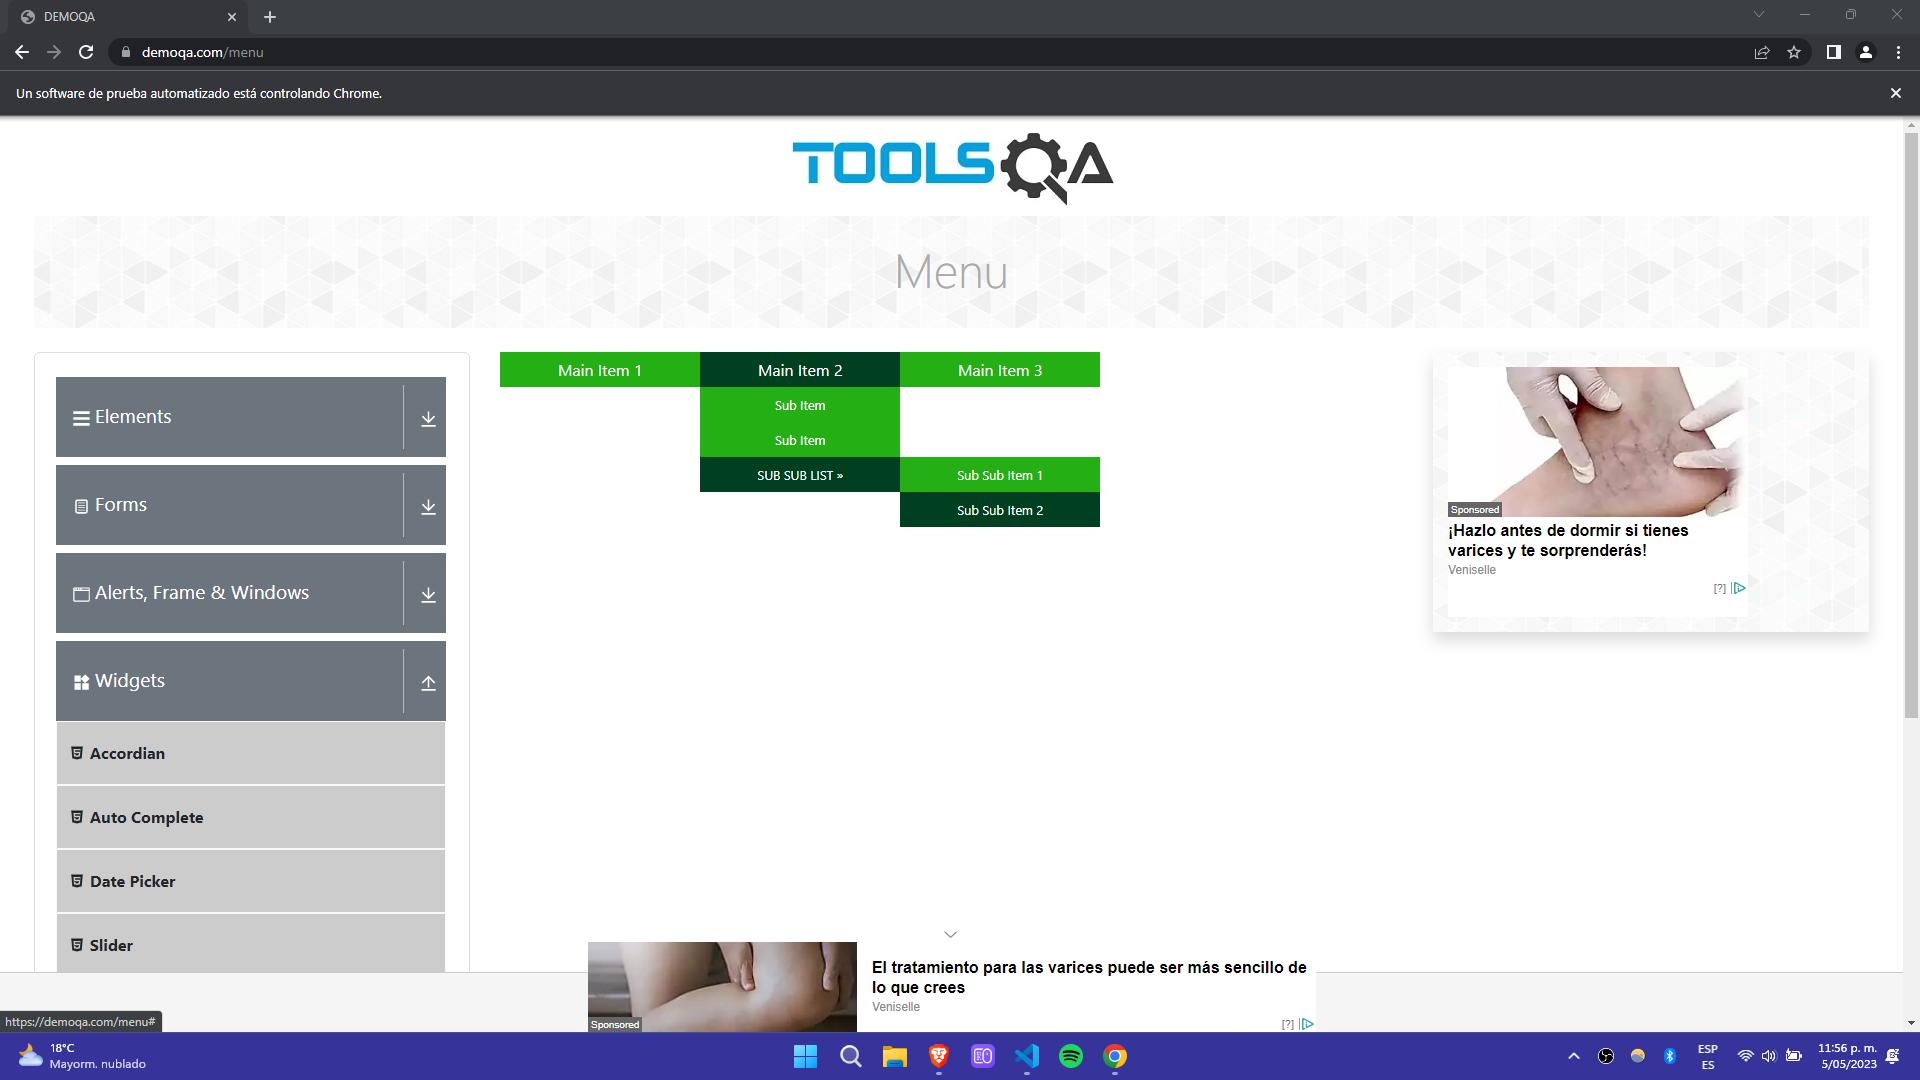 DEMOQA
demoqa.com/menu
Un software de prueba automatizado está controlando Chrome.
TOOLSQA
Menu
Elements
Forms
Alerts, Frame & Windows
Widgets
Accordian
Auto Complete
Date Picker
Slider
Main Item 1
Main Item 2
Main Item 3
Sub Item
Sub Item
SUB SUB LIST »
Sub Sub Item 1
Sub Sub Item 2
Sponsored
¡Hazlo antes de dormir si tienes
varices y te sorprenderás!
Veniselle
[?]
El tratamiento para las varices puede ser más sencillo de
lo que crees
Veniselle
Sponsored
[?]
https://demoqa.com/menu#
18°C
Mayorm. nublado
ESP
ES
11:56 p. m.
5/05/2023